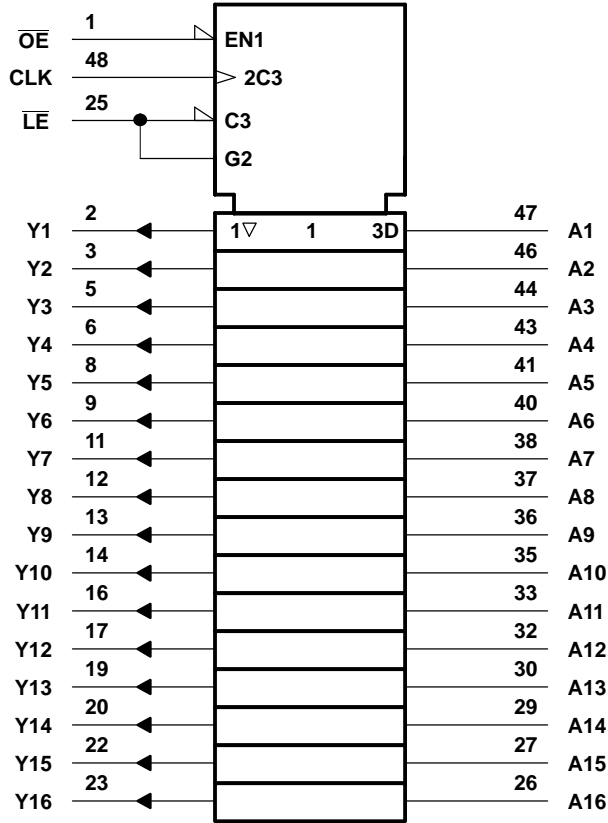 1
OE EN1
48
CLK 2C3
25
LE C3
G2
2 47
Y1 1▽ 1 3D A1
3 46
Y2 A2
5 44
Y3 A3
6 43
Y4 A4
8 41
Y5 A5
9 40
Y6 A6
11 38
Y7 A7
12 37
Y8 A8
13 36
Y9 A9
14 35
Y10 A10
16 33
Y11 A11
17 32
Y12 A12
19 30
Y13 A13
20 29
Y14 A14
22 27
Y15 A15
23 26
Y16 A16